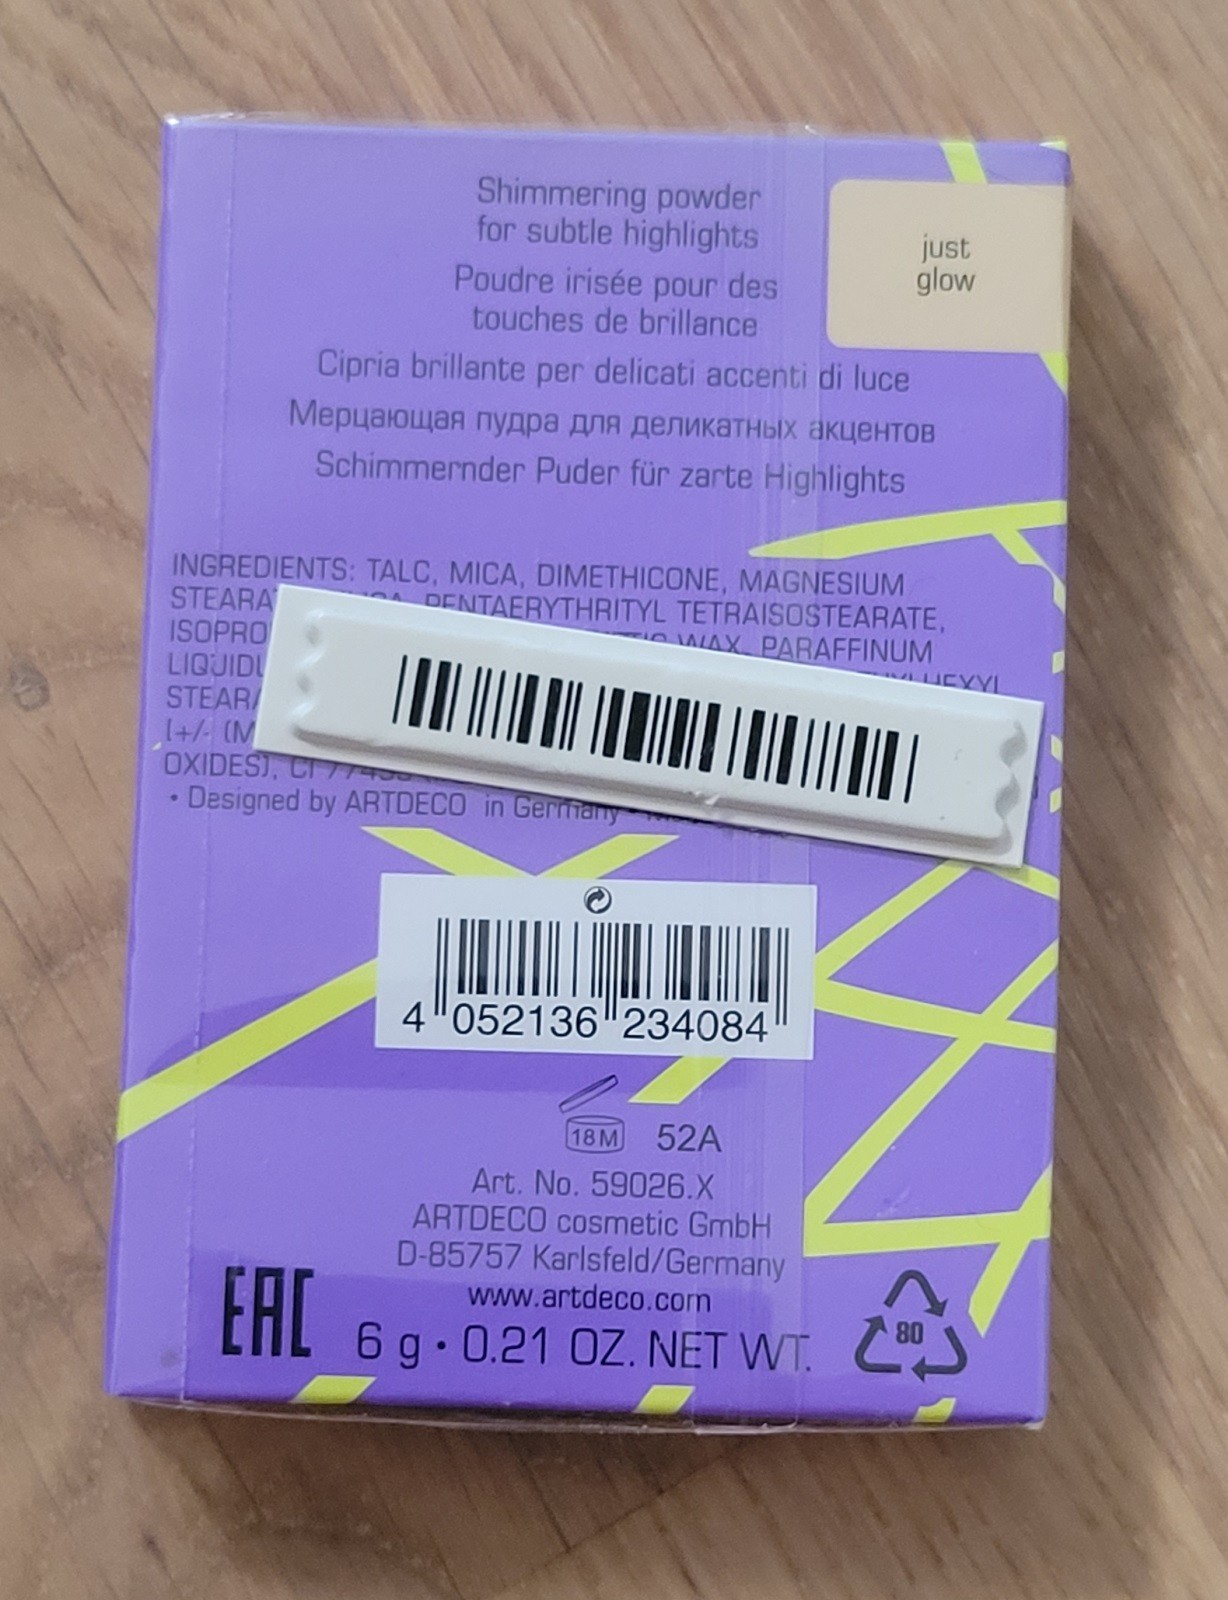 Shimmering powder
for subtle highlights
just
glow
Poudre irisée pour des
touches de brillance
Cipria brillante per delicati accenti di luce
Мерцающая пудра для деликатных акцентов
Schimmernder Puder für zarte Highlights
INGREDIENTS: TALC, MICA, DIMETHICONE, MAGNESIUM
PENTAERYTHRITYL TETRAISOSTEARATE,
WAX, PARAFFINUM
[+/-
OXIDES), CI
• Designed by ARTDECO in Germany •
4 052136 234084
18M 52A
Art. No. 59026.X
ARTDECO cosmetic GmbH
D-85757 Karlsfeld/Germany
www.artdeco.com
EAC
6 g • 0.21 OZ. NET WT.
80